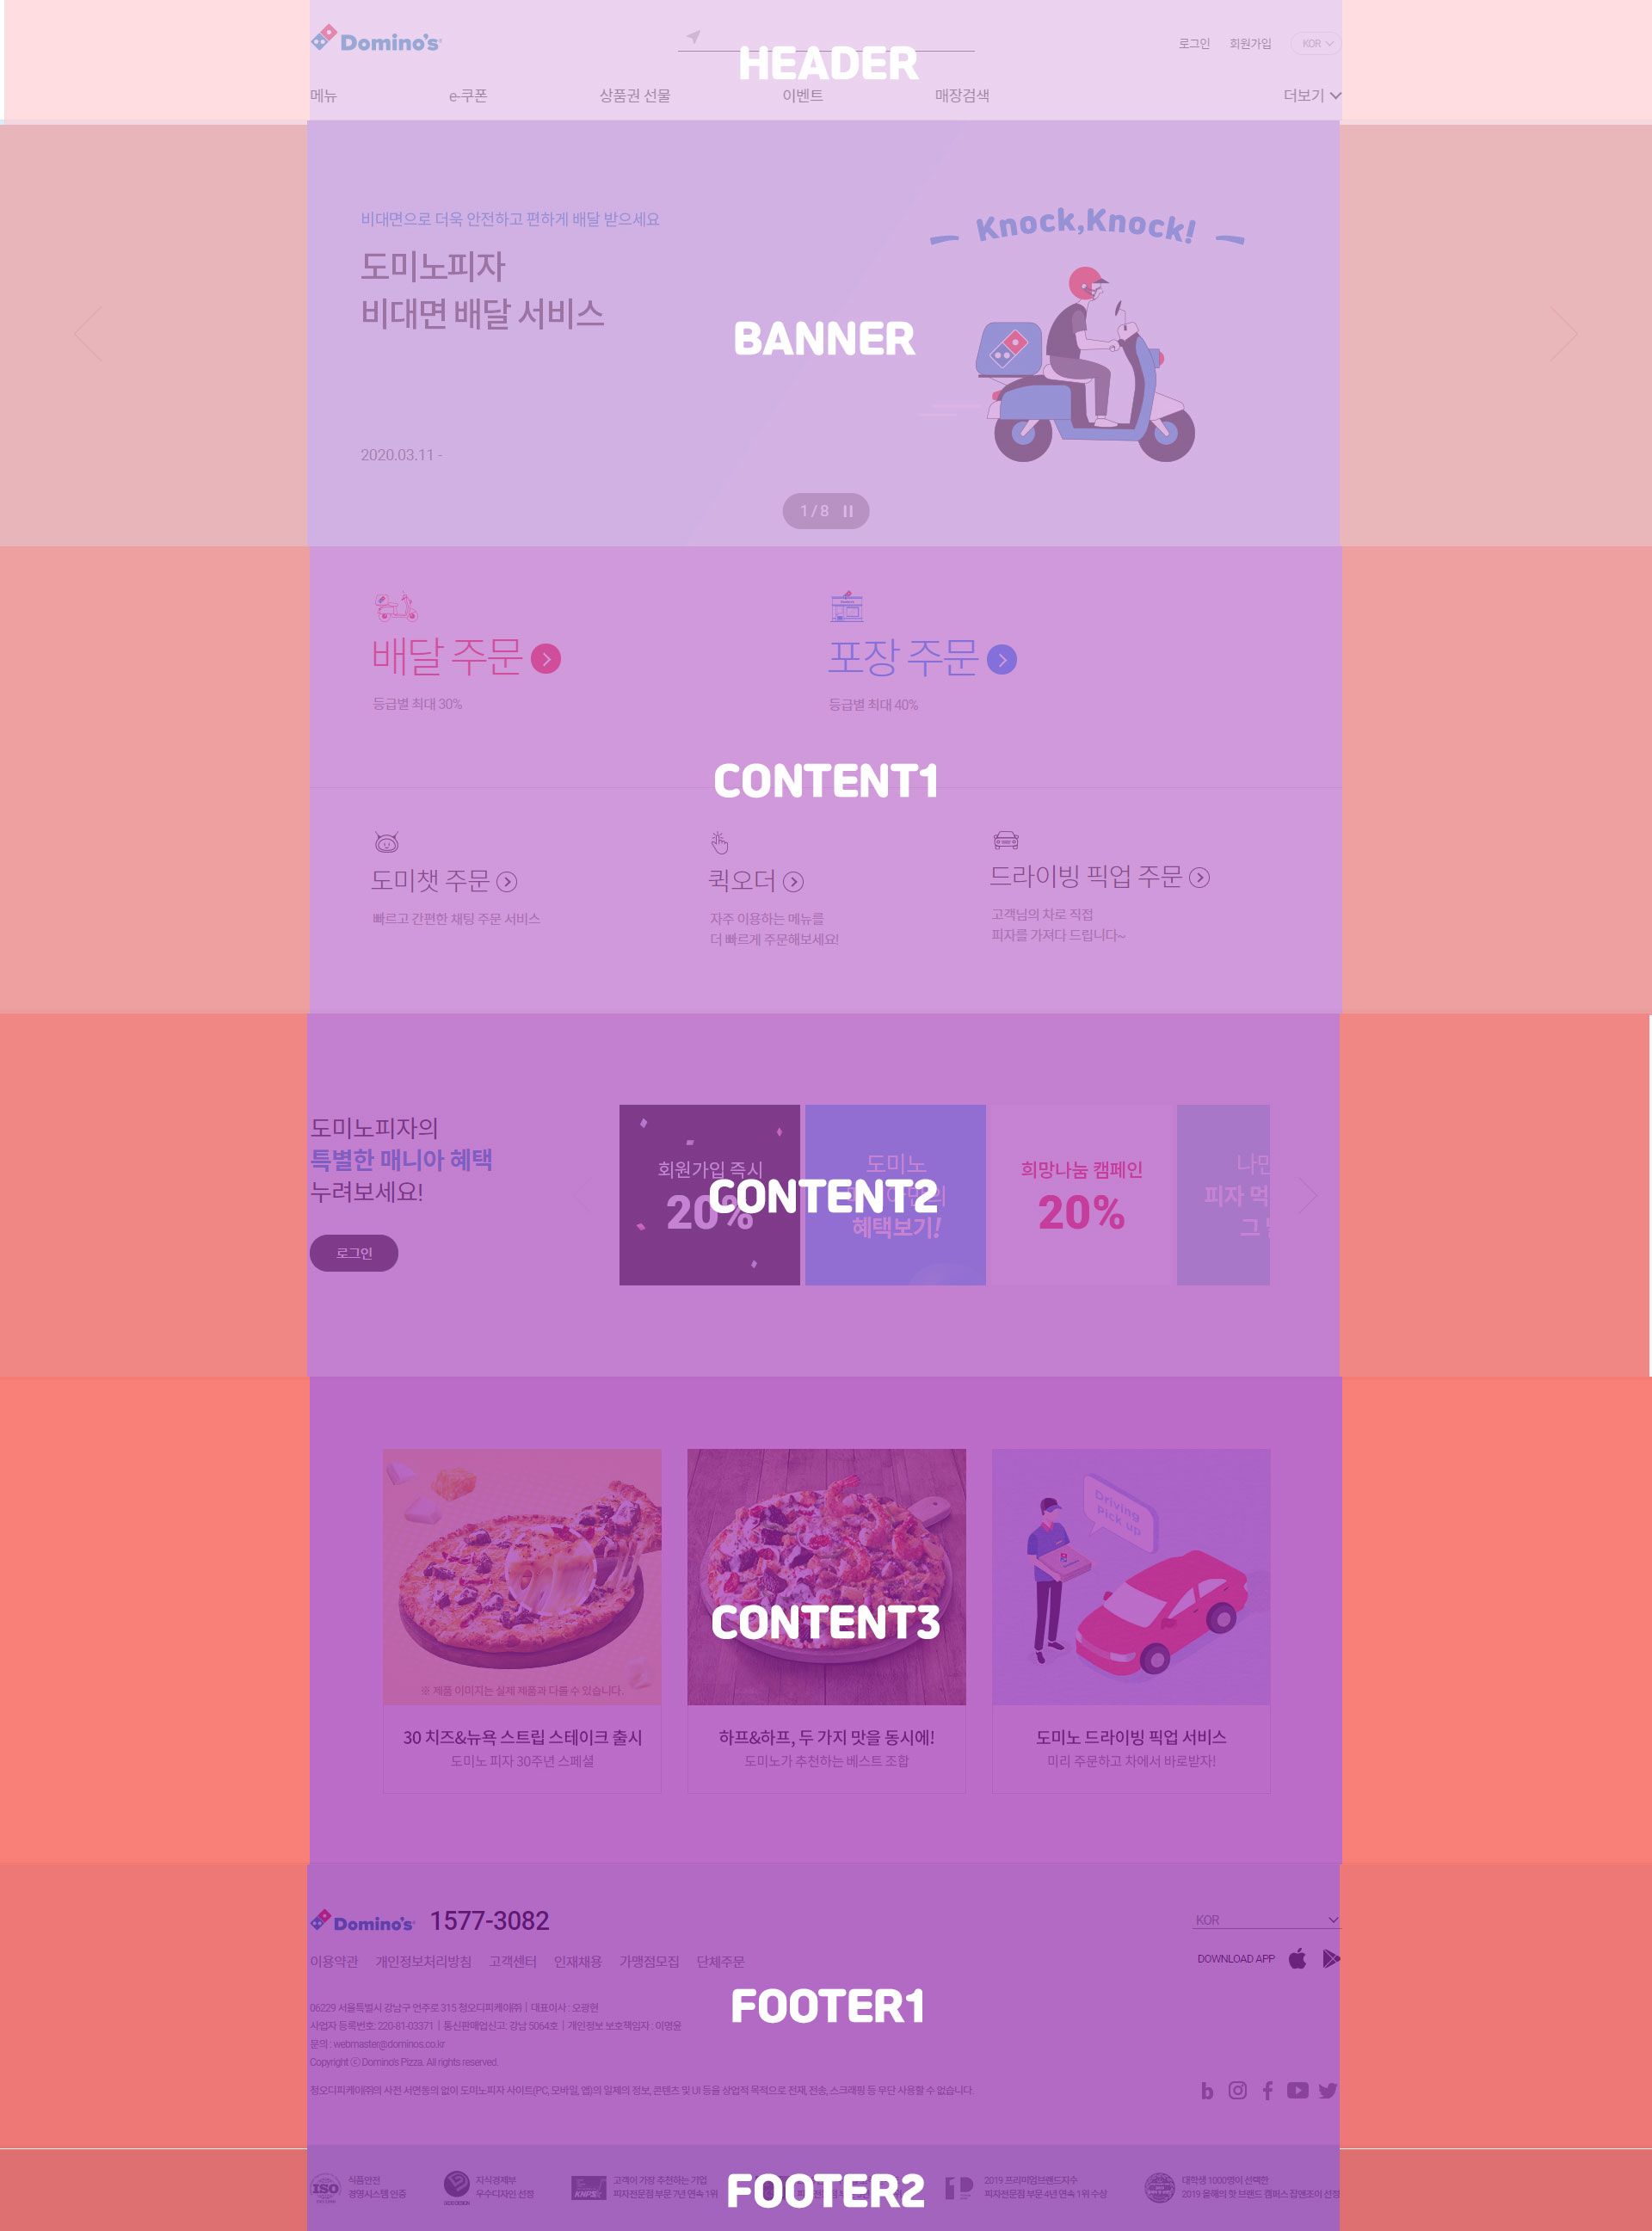 Domino's
HEADER
로그인 회원가입 KOR
메뉴 e-쿠폰 상품권 선물 이벤트 매장검색 더보기
비대면으로 더욱 안전하고 편하게 배달 받으세요
도미노피자
비대면 배달 서비스
Knock,Knock!
BANNER
2020.03.11 -
1 / 8
배달 주문
등급별 최대 30%
포장 주문
등급별 최대 40%
CONTENT1
도미챗 주문
빠르고 간편한 채팅 주문 서비스
퀵오더
자주 이용하는 메뉴를
더 빠르게 주문해보세요!
드라이빙 픽업 주문
고객님의 차로 직접
피자를 가져다 드립니다~
도미노피자의
특별한 매니아 혜택
누려보세요!
로그인
회원가입 즉시
20%
도미노
혜택보기!
희망나눔 캠페인
20%
피자 먹
CONTENT2
Driving
Pick up
CONTENT3
※ 제품 이미지는 실제 제품과 다를 수 있습니다.
30 치즈&뉴욕 스트립 스테이크 출시
도미노 피자 30주년 스페셜
하프&하프, 두 가지 맛을 동시에!
도미노가 추천하는 베스트 조합
도미노 드라이빙 픽업 서비스
미리 주문하고 차에서 바로받자!
Domino's 1577-3082
KOR
이용약관 개인정보처리방침 고객센터 인재채용 가맹점모집 단체주문
DOWNLOAD APP
FOOTER1
06229 서울특별시 강남구 언주로 315 청오디피케이㈜ | 대표이사 : 오광현
사업자 등록번호: 220-81-03371 | 통신판매업신고: 강남 5064호 | 개인정보 보호책임자 : 이명윤
문의 : webmaster@dominos.co.kr
Copyright ⓒ Domino's Pizza. All rights reserved.
청오디피케이㈜의 사전 서면동의 없이 도미노피자 사이트(PC, 모바일, 앱)의 일체의 정보, 콘텐츠 및 UI 등을 상업적 목적으로 전재, 전송, 스크래핑 등 무단 사용할 수 없습니다.
ISO
식품안전
경영시스템 인증
지식경제부
우수디자인 선정
고객이 가장 추천하는 기업
피자전문점 부문 7년 연속 1위
FOOTER2
2019 프리미엄브랜드지수
피자전문점 부문 4년 연속 1위 수상
대학생 1000명이 선택한
2019 올해의 핫 브랜드 캠퍼스 잡앤조이 선정